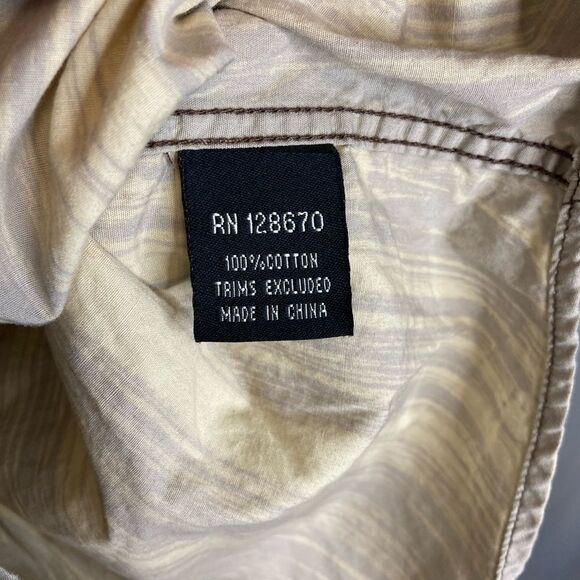 RN 128670
100%COTTON
TRIMS EXCLUDED
MADE IN CHINA